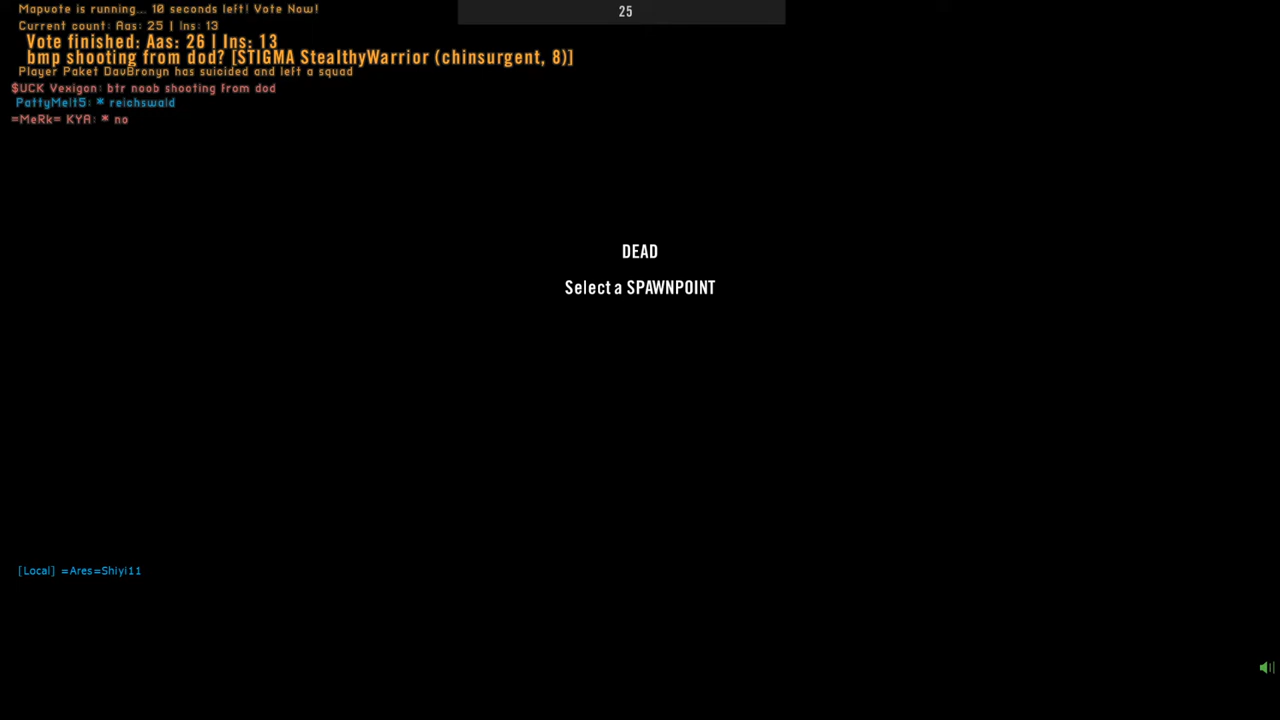 Mapvote is running... 10 seconds left! Vote Now!
25
Current count: Aas: 25 | Ins: 13
Vote finished: Aas: 26 | Ins: 13
bmp shooting from dod? [STIGMA StealthyWarrior (chinsurgent, 8)]
Player Paket DavBronyn has suicided and left a squad
$UCK Vexigon: btr noob shooting from dod
PattyMelt5: * reichswald
=MeRk= KYA: * no
DEAD
Select a SPAWNPOINT
[Local] =Ares=Shiyi11